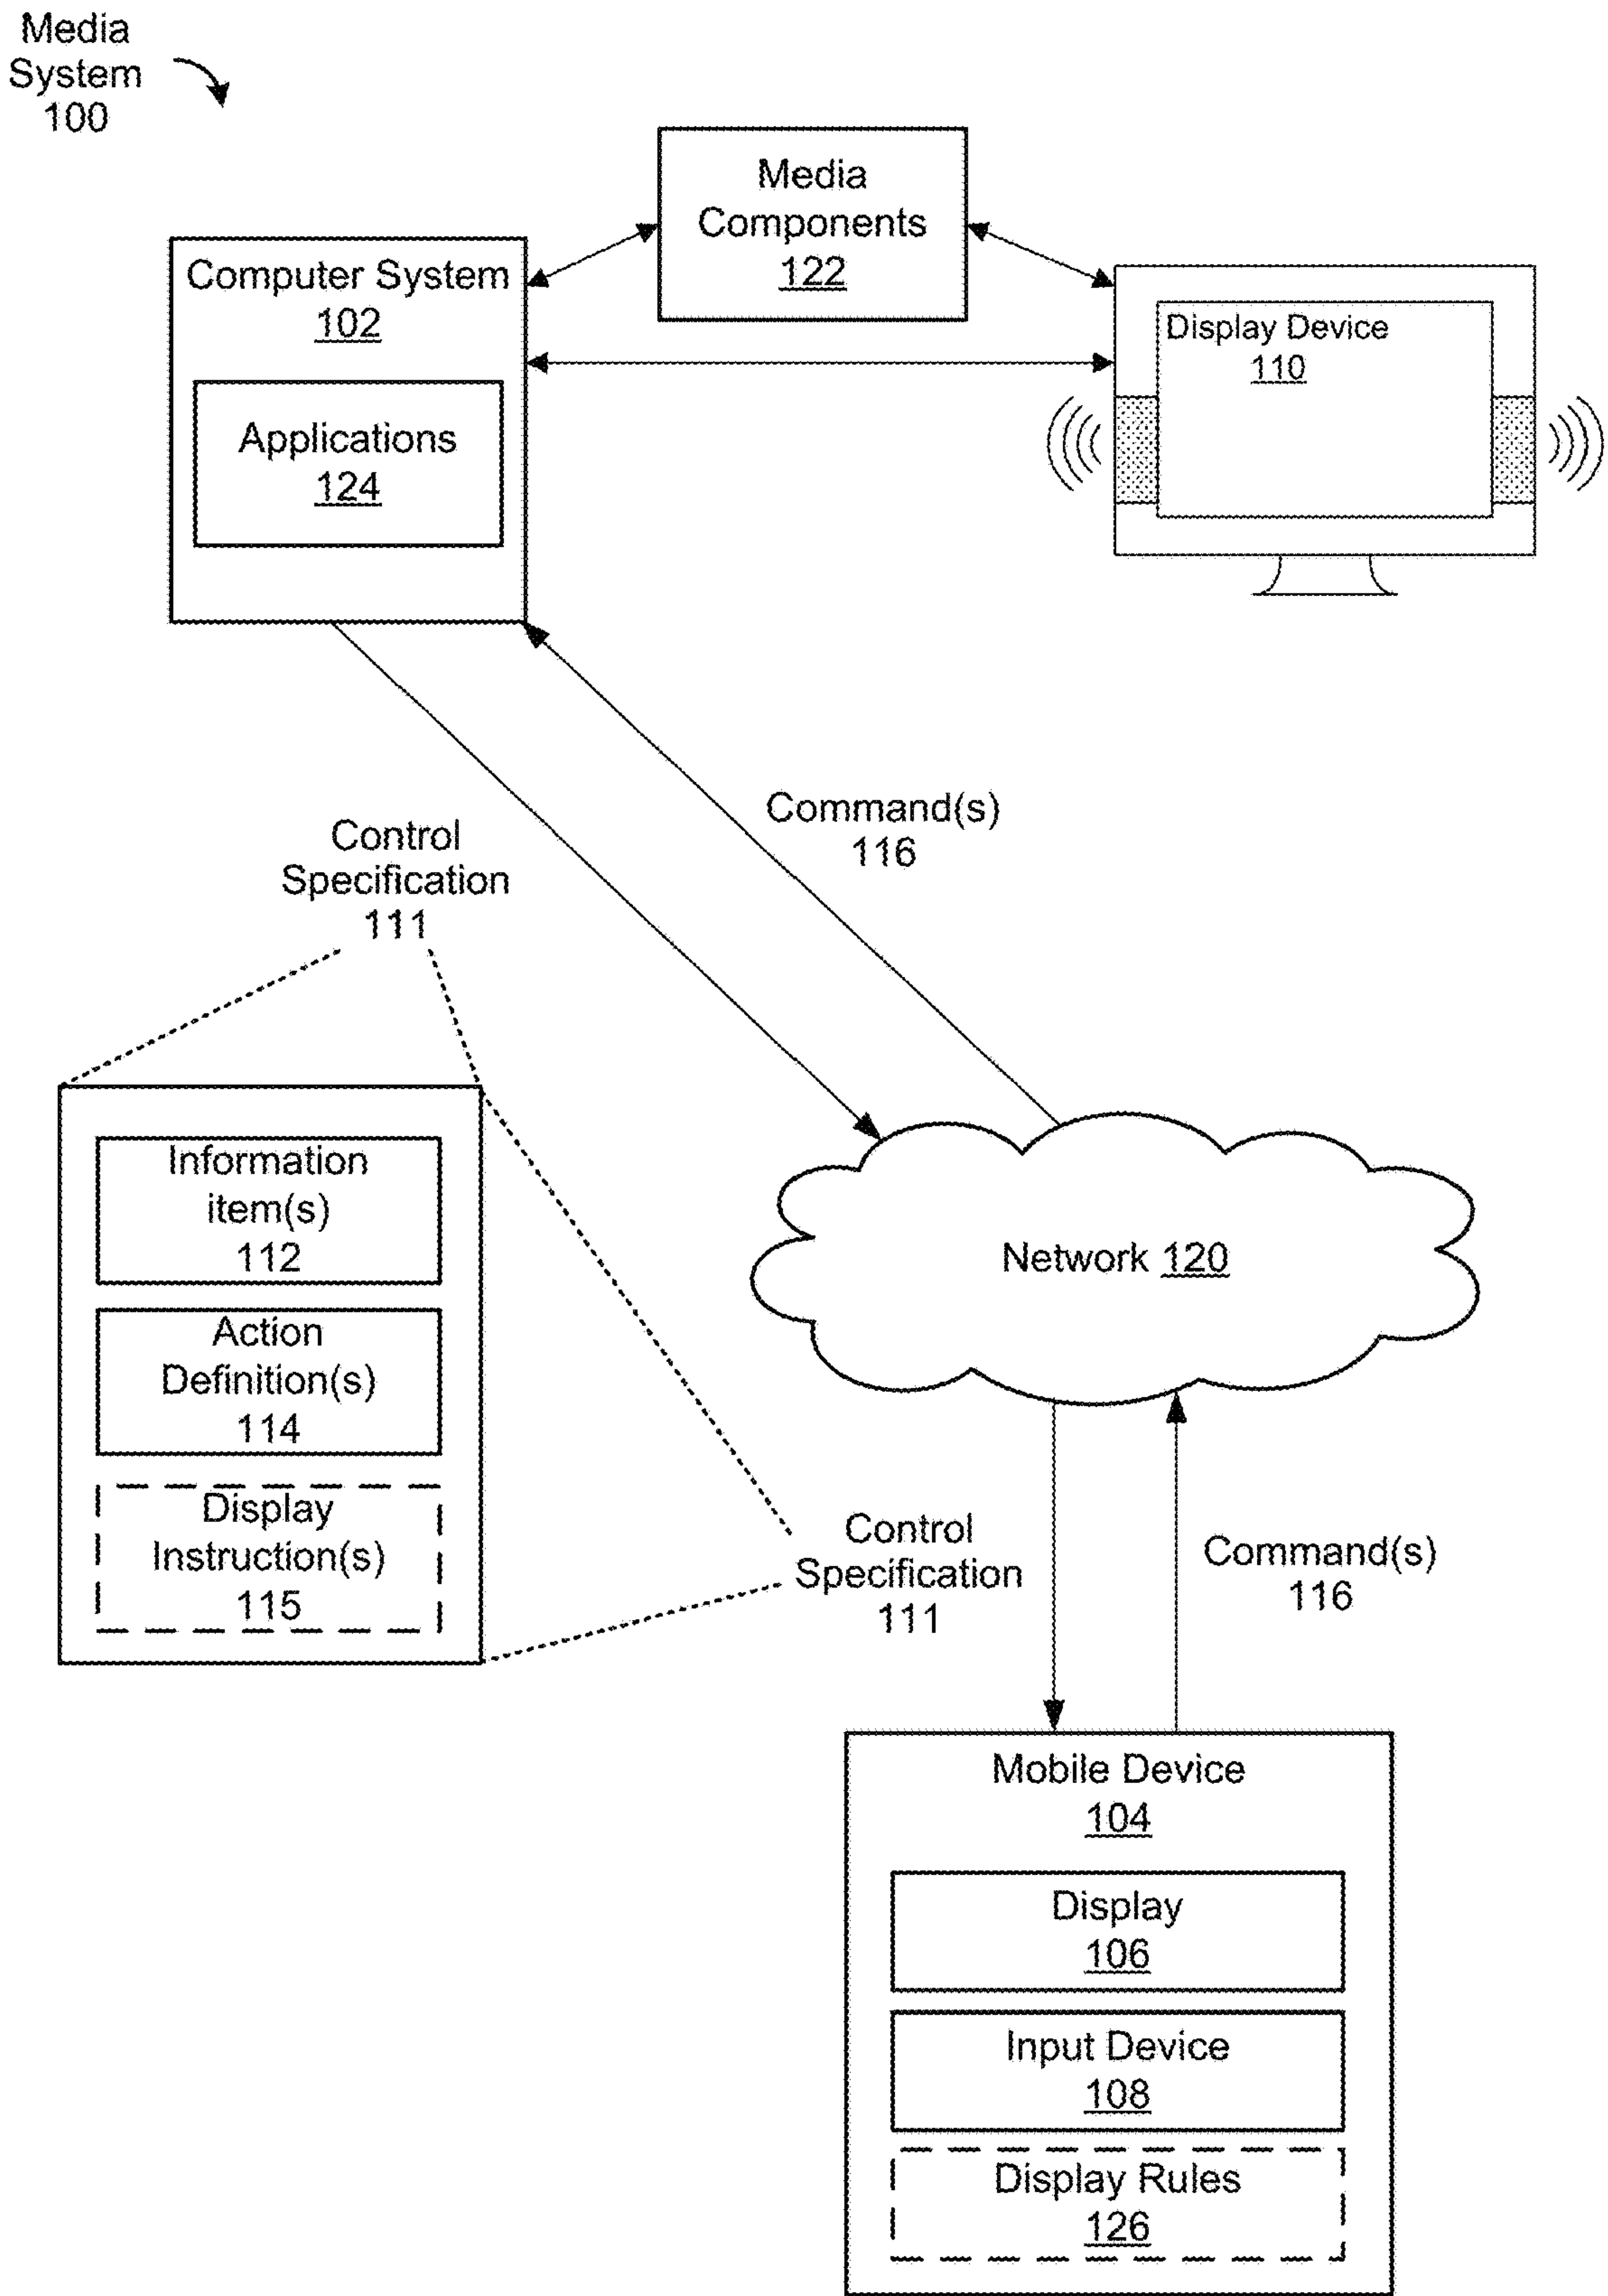 Media
System
100
Media
Components
122
Computer System
102
Applications
124
Display Device
110
Command(s)
116
Control
Specification
111
Information
item(s)
112
Action
Definition(s)
114
Display
Instruction(s)
115
Network 120
Control
Specification
111
Command(s)
116
Mobile Device
104
Display
106
Input Device
108
Display Rules
126